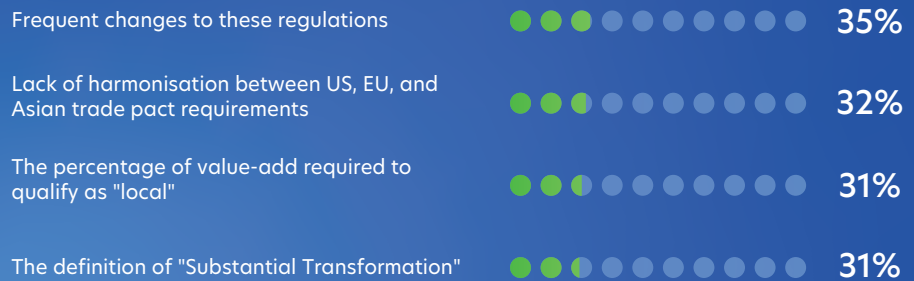 Frequent changes to these regulations 35%
Lack of harmonisation between US, EU, and
Asian trade pact requirements 32%
The percentage of value-add required to
qualify as "local" 31%
The definition of "Substantial Transformation" 31%